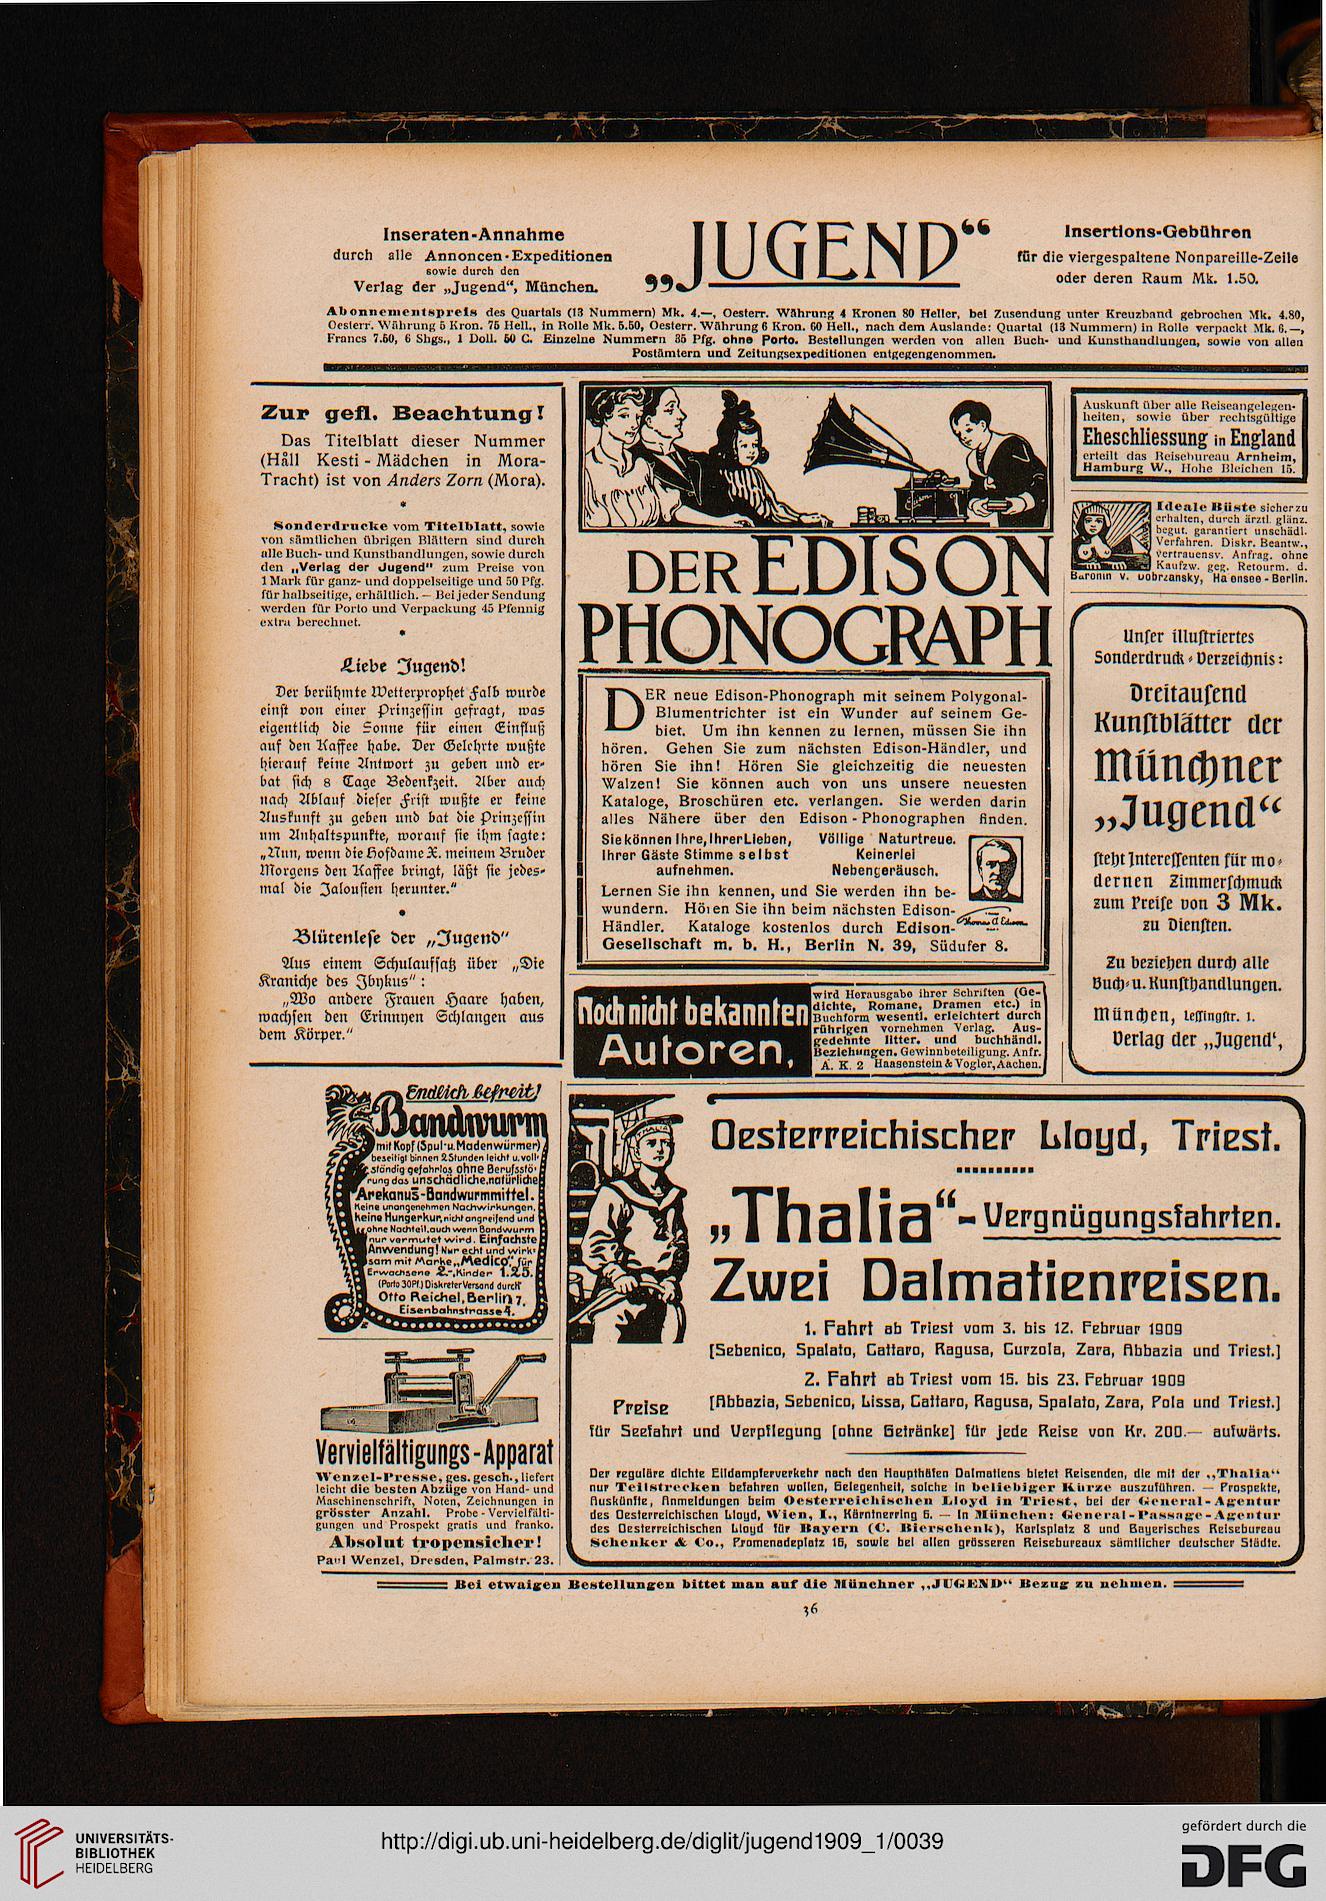 Inseraten-Annahme
durch alle Annoncen-Expeditionen
sowie durch den
Verlag der „Jugend“, München.
„JUGEND“
Insertions-Gebühren
für die viergespaltene Nonpareille-Zeile
oder deren Raum Mk. 1.50.
Abonnementspreis des Quartals (13 Nummern) Mk. 4.—, Oesterr. Währung 4 Kronen 80 Heller, bei Zusendung unter Kreuzband gebrochen Mk. 4.80,
Oesterr. Währung 5 Kron. 75 Hell., in Rolle Mk. 5.50, Oesterr. Währung 6 Kron. 60 Hell., nach dem Auslande: Quartal (13 Nummern) in Rolle verpackt Mk. 6.—,
Francs 7.50, 6 Shgs., 1 Doll. 50 C. Einzelne Nummern 35 Pfg. ohne Porto. Bestellungen werden von allen Buch- und Kunsthandlungen, sowie von allen
Postämtern und Zeitungsexpeditionen entgegengenommen.
Zur gefl. Beachtung!
Das Titelblatt dieser Nummer
(Håll Kesti - Mädchen in Mora-
Tracht) ist von Anders Zorn (Mora).
*
Sonderdrucke vom Titelblatt, sowie
von sämtlichen übrigen Blättern sind durch
alle Buch- und Kunsthandlungen, sowie durch
den „Verlag der Jugend“ zum Preise von
1 Mark für ganz- und doppelseitige und 50 Pfg.
für halbseitige, erhältlich. — Bei jeder Sendung
werden für Porto und Verpackung 45 Pfennig
extra berechnet.
*
Liebe Jugend!
Der berühmte Wetterprophet Falb wurde
einst von einer Prinzessin gefragt, was
eigentlich die Sonne für einen Einfluß
auf den Kaffee habe. Der Gelehrte wußte
hierauf keine Antwort zu geben und er-
bat sich 8 Tage Bedenkzeit. Aber auch
nach Ablauf dieser Frist wußte er keine
Auskunft zu geben und bat die Prinzessin
um Anhaltspunkte, worauf sie ihm sagte:
„Nun, wenn die Hofdame X. meinem Bruder
Morgens den Kaffee bringt, läßt sie jedes-
mal die Jalousien herunter.“
*
Blütenlese der „Jugend“
Aus einem Schulaufsatz über „Die
Kraniche des Ibykus“:
„Wo andere Frauen Haare haben,
wachsen den Erinnyen Schlangen aus
dem Körper.“
DER EDISON
PHONOGRAPH
DER neue Edison-Phonograph mit seinem Polygonal-
Blumentrichter ist ein Wunder auf seinem Ge-
biet. Um ihn kennen zu lernen, müssen Sie ihn
hören. Gehen Sie zum nächsten Edison-Händler, und
hören Sie ihn! Hören Sie gleichzeitig die neuesten
Walzen! Sie können auch von uns unsere neuesten
Kataloge, Broschüren etc. verlangen. Sie werden darin
alles Nähere über den Edison-Phonographen finden.
Sie können Ihre, Ihrer Lieben,
Ihrer Gäste Stimme selbst
aufnehmen.
Völlige Naturtreue.
Keinerlei
Nebengeräusch.
Lernen Sie ihn kennen, und Sie werden ihn be-
wundern. Hören Sie ihn beim nächsten Edison-
Händler. Kataloge kostenlos durch Edison-
Gesellschaft m. b. H., Berlin N. 39, Südufer 8.
Thomas A Edison
Noch nicht bekannten
Autoren,
wird Herausgabe ihrer Schriften (Ge-
dichte, Romane, Dramen etc.) in
Buchform wesentl. erleichtert durch
rührigen vornehmen Verlag. Aus-
gedehnte litter. und buchhändl.
Beziehungen. Gewinnbeteiligung. Anfr.
A. K. 2 Haasenstein & Vogler, Aachen.
Auskunft über alle Reiseangelegen-
heiten, sowie über rechtsgültige
Eheschliessung in England
erteilt das Reisebureau Arnheim,
Hamburg W., Hohe Bleichen 15.
Ideale Büste sicher zu
erhalten, durch ärztl. glänz.
begut. garantiert unschädl.
Verfahren. Diskr. Beantw.,
vertrauensv. Anfrag. ohne
Kaufzw. geg. Retourm. d.
Baronin v. Dobrzansky, Halensee-Berlin.
Unser illustriertes
Sonderdruck-Verzeichnis:
Dreitausend
Kunstblätter der
Münchner
„Jugend“
steht Interessenten für mo-
dernen Zimmerschmuck
zum Preise von 3 Mk.
zu Diensten.
Zu beziehen durch alle
Buch- u. Kunsthandlungen.
München, Lessingstr. 1.
Verlag der „Jugend‘,
Endlich befreit!
Bandwurm
mit Kopf (Spul- u. Madenwürmer)
beseitigt binnen 2 Stunden leicht u. voll-
ständig gefahrlos ohne Berufsstö-
rung das unschädliche, natürliche
Arekanus-Bandwurmmittel.
Keine unangenehmen Nachwirkungen,
keine Hungerkur, nicht angreifend und
ohne Nachteil, auch wenn Bandwurm
nur vermutet wird. Einfachste
Anwendung! Nur echt und wirk-
sam mit Marke „Medico“ für
Erwachsene 2.-, Kinder 1.25.
(Porto 30 Pf.) Diskreter Versand durch
Otto Reichel, Berlin 7,
Eisenbahnstrasse 4.
Vervielfältigungs-Apparat
Wenzel-Presse, ges. gesch., liefert
leicht die besten Abzüge von Hand- und
Maschinenschrift, Noten, Zeichnungen in
grösster Anzahl. Probe-Vervielfälti-
gungen und Prospekt gratis und franko.
Absolut tropensicher!
Paul Wenzel, Dresden, Palmstr. 23.
THALIA
Oesterreichischer Lloyd, Triest.
„Thalia“-Vergnügungsfahrten.
Zwei Dalmatienreisen.
1. Fahrt ab Triest vom 3. bis 12. Februar 1909
[Sebenico, Spalato, Cattaro, Ragusa, Curzola, Zara, Abbazia und Triest.]
2. Fahrt ab Triest vom 15. bis 23. Februar 1909
[Abbazia, Sebenico, Lissa, Cattaro, Ragusa, Spalato, Zara, Pola und Triest.]
Preise
für Seefahrt und Verpflegung [ohne Getränke] für jede Reise von Kr. 200.— aufwärts.
Der reguläre dichte Eildampferverkehr nach den Haupthäfen Dalmatiens bietet Reisenden, die mit der „Thalia“
nur Teilstrecken befahren wollen, Gelegenheit, solche in beliebiger Kürze auszuführen. — Prospekte,
Auskünfte, Anmeldungen beim Oesterreichischen Lloyd in Triest, bei der General-Agentur
des Oesterreichischen Lloyd, Wien, I., Kärntnerring 6. — In München: General-Passage-Agentur
des Oesterreichischen Lloyd für Bayern (C. Bierschenk), Karlsplatz 8 und Bayerisches Reisebureau
Schenker & Co., Promenadeplatz 16, sowie bei allen grösseren Reisebureaux sämtlicher deutscher Städte.
Bei etwaigen Bestellungen bittet man auf die Münchner „JUGEND“ Bezug zu nehmen.
36
UNIVERSITÄTS-
BIBLIOTHEK
HEIDELBERG
http://digi.ub.uni-heidelberg.de/diglit/jugend1909_1/0039
gefördert durch die
DFG